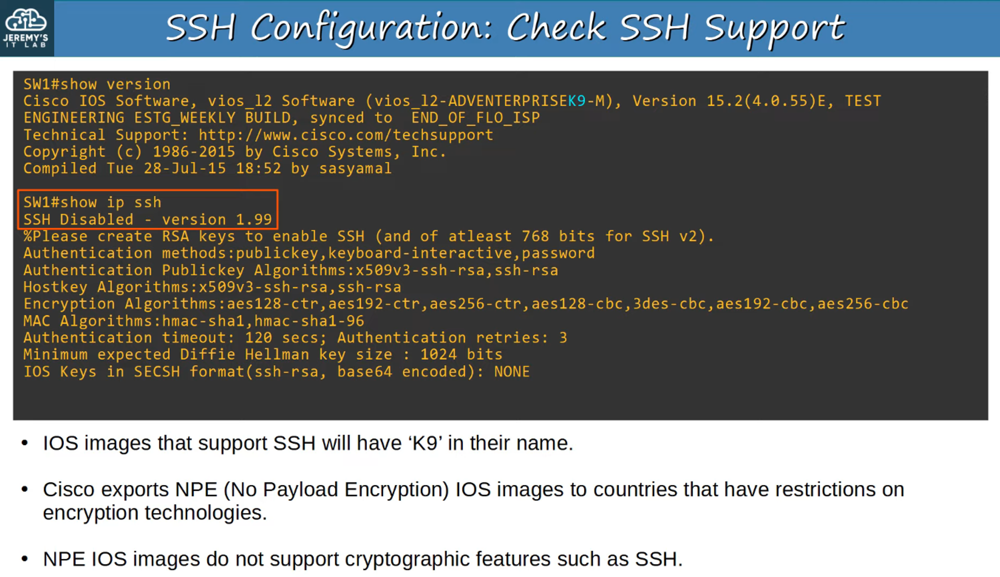 JEREMY'S
IT LAB
SSH Configuration: Check SSH Support
SW1#show version
Cisco IOS Software, vios_l2 Software (vios_l2-ADVENTERPRISEK9-M), Version 15.2(4.0.55)E, TEST
ENGINEERING ESTG_WEEKLY BUILD, synced to  END_OF_FLO_ISP
Technical Support: http://www.cisco.com/techsupport
Copyright (c) 1986-2015 by Cisco Systems, Inc.
Compiled Tue 28-Jul-15 18:52 by sasyamal
SW1#show ip ssh
SSH Disabled - version 1.99
%Please create RSA keys to enable SSH (and of atleast 768 bits for SSH v2).
Authentication methods:publickey,keyboard-interactive,password
Authentication Publickey Algorithms:x509v3-ssh-rsa,ssh-rsa
Hostkey Algorithms:x509v3-ssh-rsa,ssh-rsa
Encryption Algorithms:aes128-ctr,aes192-ctr,aes256-ctr,aes128-cbc,3des-cbc,aes192-cbc,aes256-cbc
MAC Algorithms:hmac-sha1,hmac-sha1-96
Authentication timeout: 120 secs; Authentication retries: 3
Minimum expected Diffie Hellman key size : 1024 bits
IOS Keys in SECSH format(ssh-rsa, base64 encoded): NONE
• IOS images that support SSH will have ‘K9’ in their name.
• Cisco exports NPE (No Payload Encryption) IOS images to countries that have restrictions on
encryption technologies.
• NPE IOS images do not support cryptographic features such as SSH.